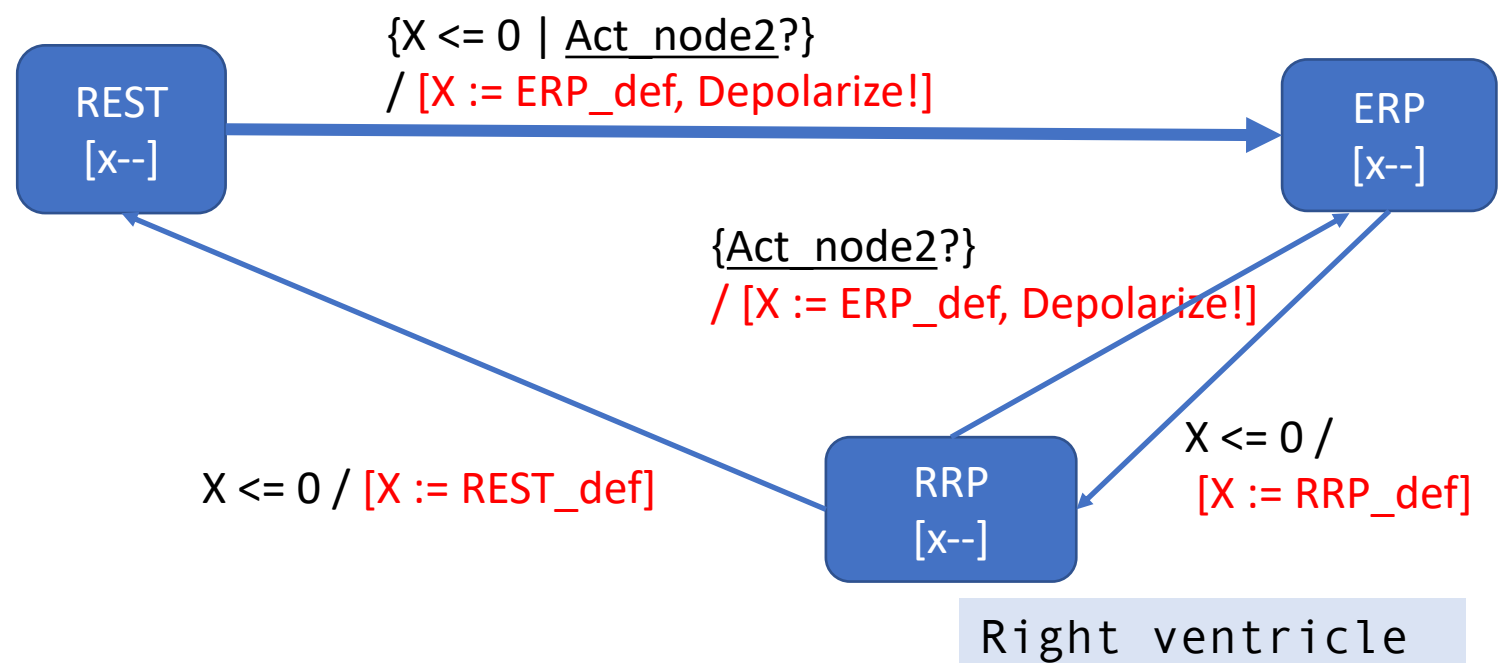 {X <= 0 | Act_node2?}
/ [X := ERP_def, Depolarize!]
REST
[x--]
ERP
[x--]
{Act_node2?}
/ [X := ERP_def, Depolarize!]
X <= 0 / [X := REST_def]
RRP
[x--]
X <= 0 /
[X := RRP_def]
Right ventricle